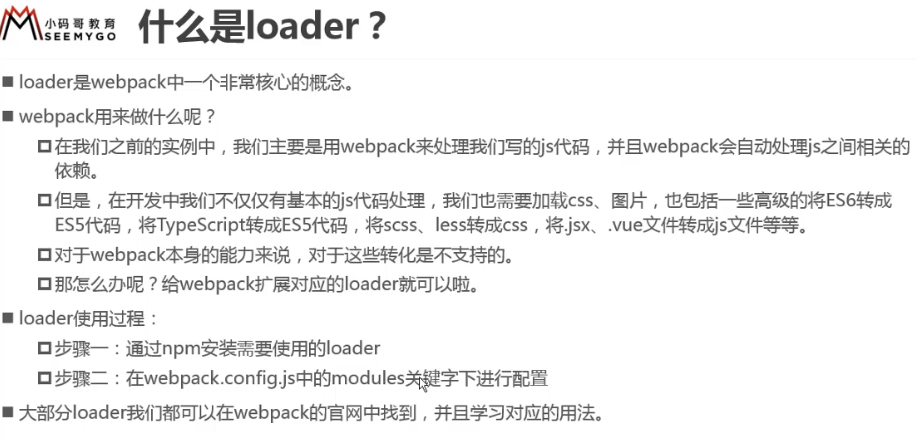 小码哥教育
SEEMYGO
什么是loader？
loader是webpack中一个非常核心的概念。
webpack用来做什么呢？
在我们之前的实例中，我们主要是用webpack来处理我们写的js代码，并且webpack会自动处理js之间相关的
依赖。
但是，在开发中我们不仅仅有基本的js代码处理，我们也需要加载css、图片，也包括一些高级的将ES6转成
ES5代码，将TypeScript转成ES5代码，将scss、less转成css，将.jsx、.vue文件转成js文件等等。
对于webpack本身的能力来说，对于这些转化是不支持的。
那怎么办呢？给webpack扩展对应的loader就可以啦。
loader使用过程：
步骤一：通过npm安装需要使用的loader
步骤二：在webpack.config.js中的modules关键字下进行配置
大部分loader我们都可以在webpack的官网中找到，并且学习对应的用法。